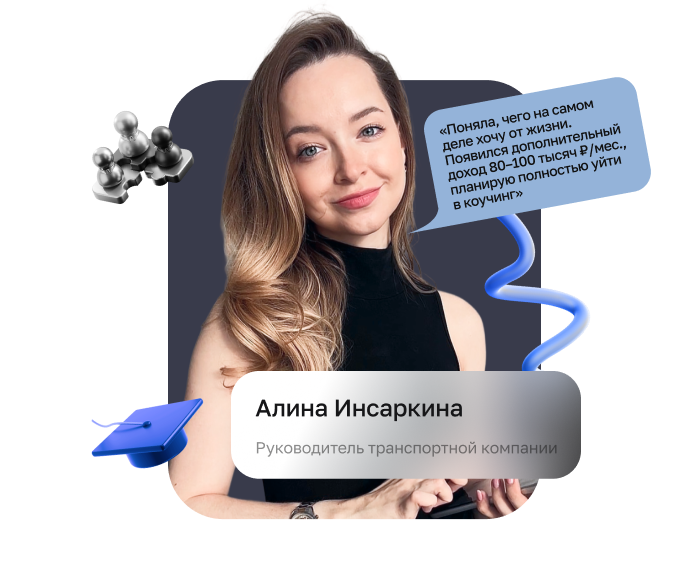 «Поняла, чего на самом
деле хочу от жизни.
Появился дополнительный
доход 80–100 тысяч ₽/мес.,
планирую полностью уйти
в коучинг»
Алина Инсаркина
Руководитель транспортной компании